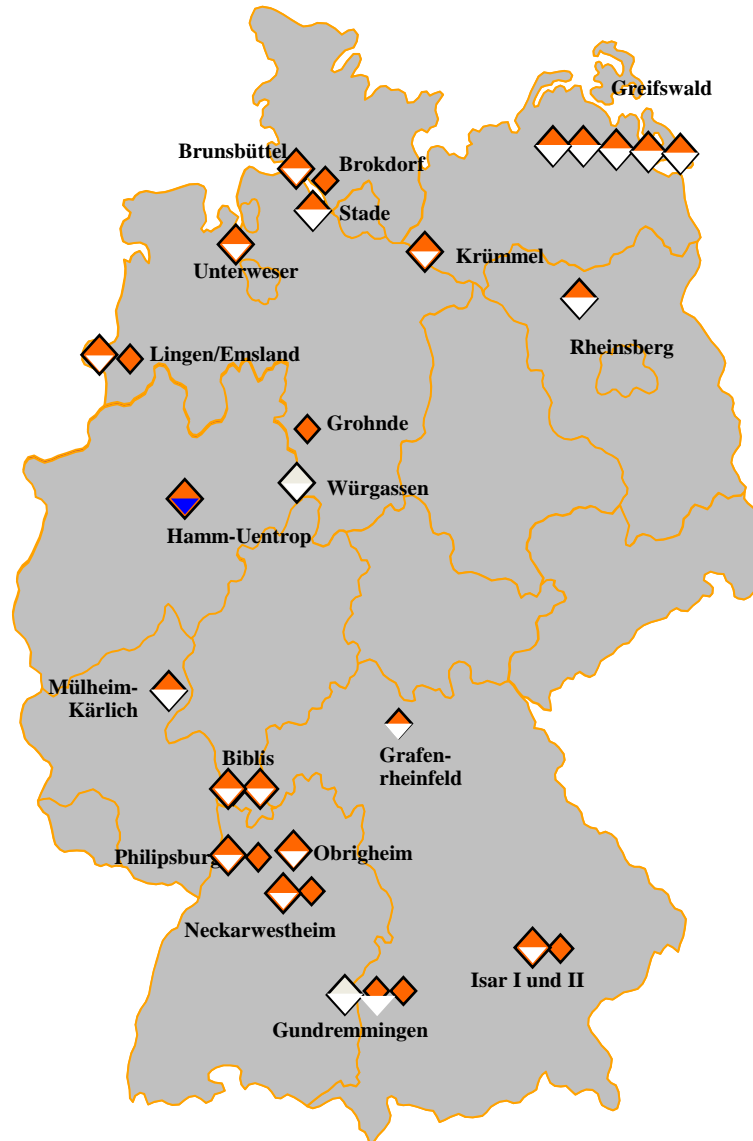 Greifswald
Brunsbüttel
Brokdorf
Stade
Unterweser
Krümmel
Rheinsberg
Lingen/Emsland
Grohnde
Würgassen
Hamm-Uentrop
Mülheim-
Kärlich
Grafen-
rheinfeld
Biblis
Philipsburg
Obrigheim
Neckarwestheim
Isar I und II
Gundremmingen